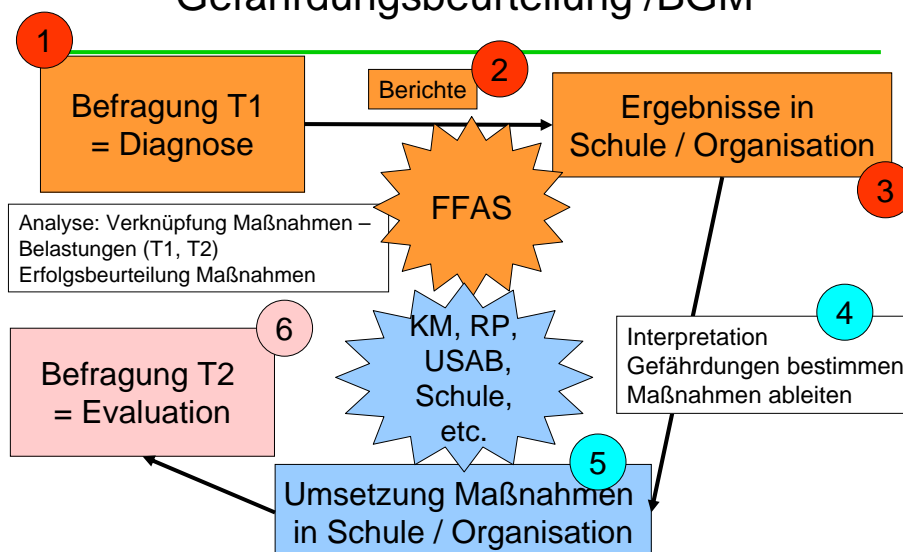 Gefährdungsbeurteilung /BGM
1
Befragung T1
= Diagnose
Berichte
2
Ergebnisse in
Schule / Organisation
3
FFAS
Analyse: Verknüpfung Maßnahmen –
Belastungen (T1, T2)
Erfolgsbeurteilung Maßnahmen
4
Interpretation
Gefährdungen bestimmen
Maßnahmen ableiten
KM, RP,
USAB,
Schule,
etc.
6
Befragung T2
= Evaluation
5
Umsetzung Maßnahmen
in Schule / Organisation